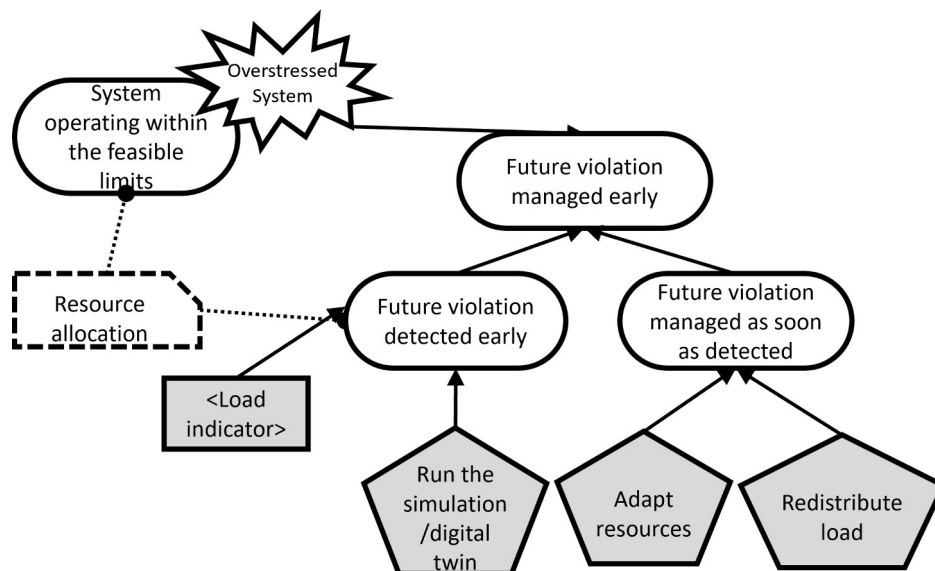 Overstressed
System
System
operating within
the feasible
limits
Future violation
managed early
Resource
allocation
Future violation
detected early
Future violation
managed as soon
as detected
<Load
indicator>
Run the
simulation
/digital
twin
Adapt
resources
Redistribute
load